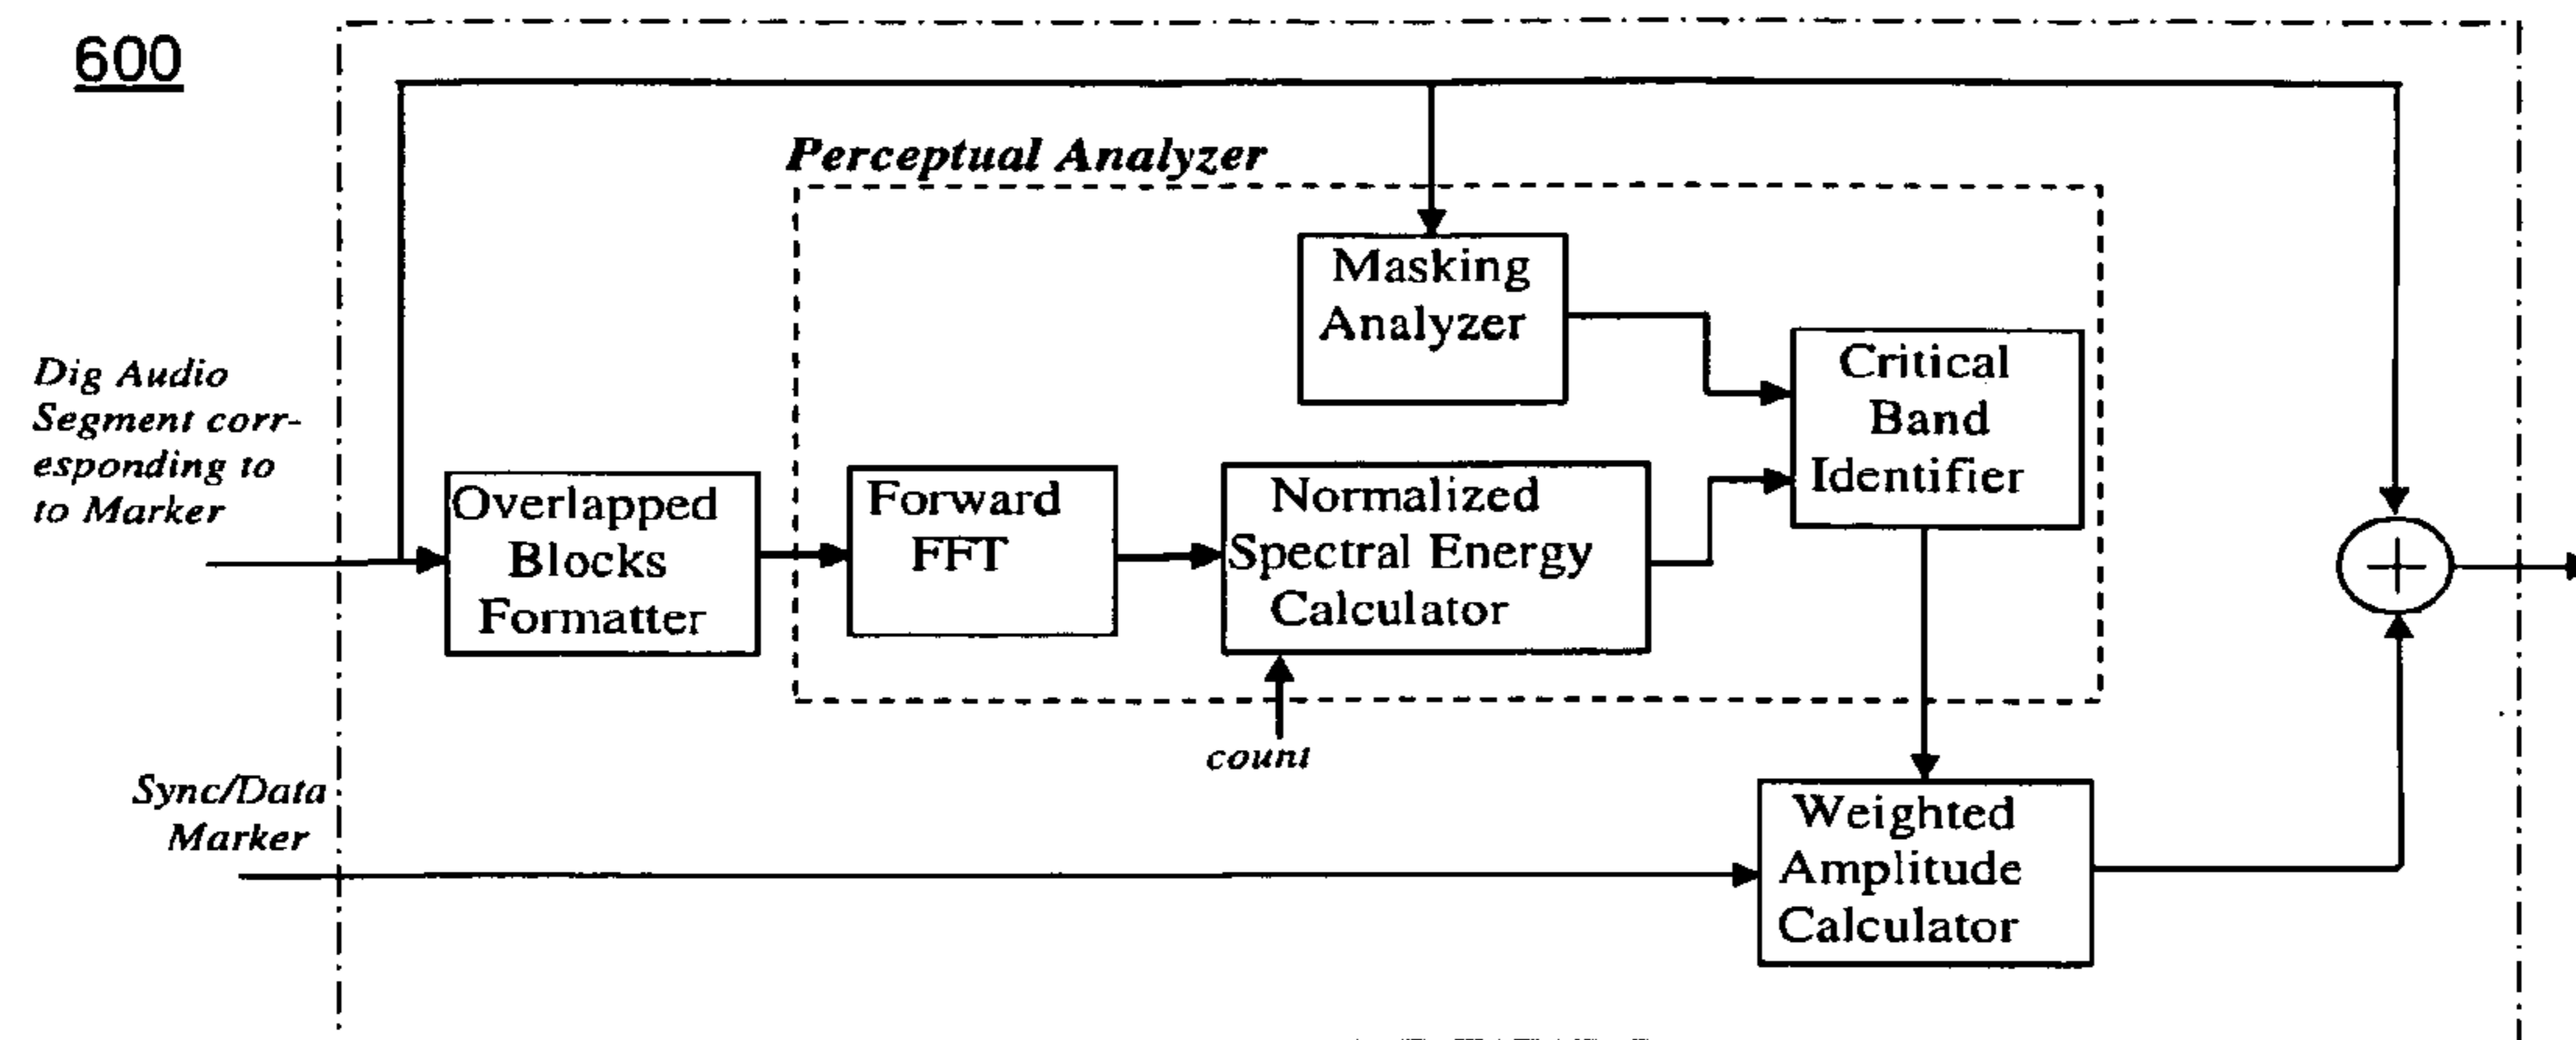 600
Perceptual Analyzer
Masking
Analyzer
Critical
Band
Identifier
Dig Audio
Segment corr-
esponding to
to Marker
Overlapped
Blocks
Formatter
Forward
FFT
Normalized
Spectral Energy
Calculator
+
count
Sync/Data
Marker
Weighted
Amplitude
Calculator